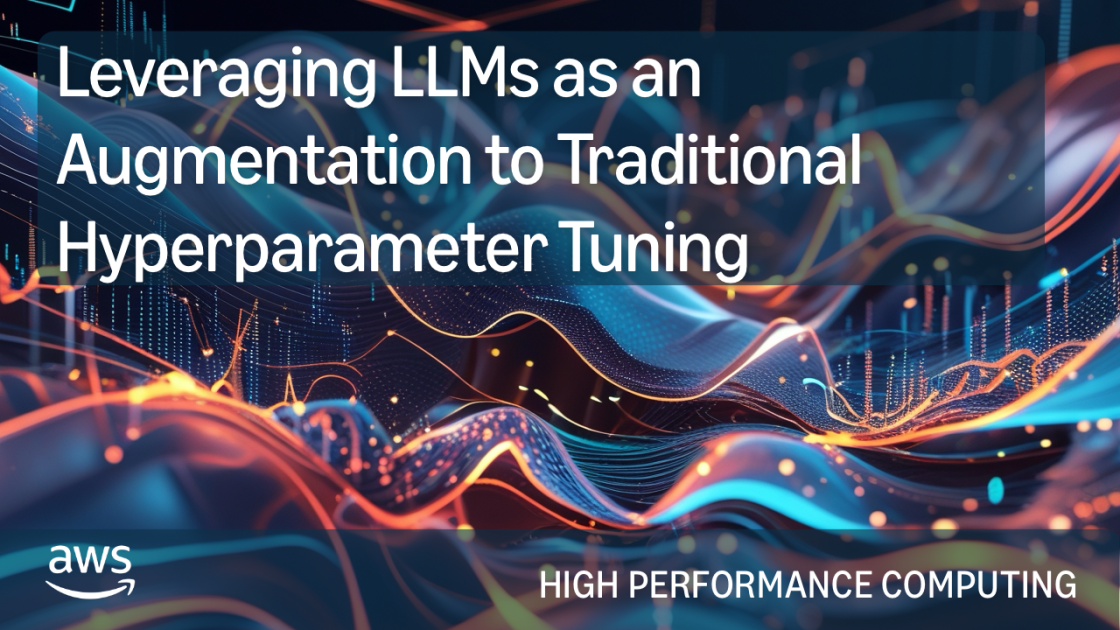 Leveraging LLMs as an
Augmentation to Traditional
Hyperparameter Tuning
aws
HIGH PERFORMANCE COMPUTING